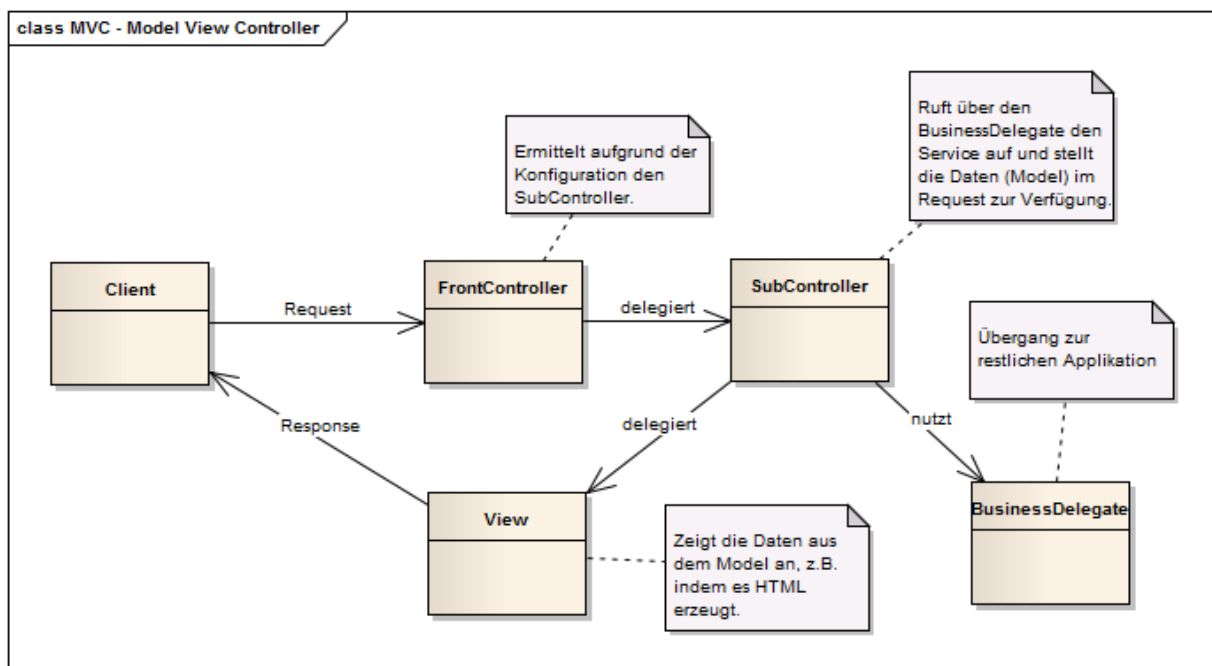 class MVC - Model View Controller
Ruft über den
BusinessDelegate den
Service auf und stellt
die Daten (Model) im
Request zur Verfügung.
Ermittelt aufgrund der
Konfiguration den
SubController.
Client
Request
FrontController
delegiert
SubController
Übergang zur
restlichen Applikation
Response
delegiert
nutzt
View
Zeigt die Daten aus
dem Model an, z.B.
indem es HTML
erzeugt.
BusinessDelegate